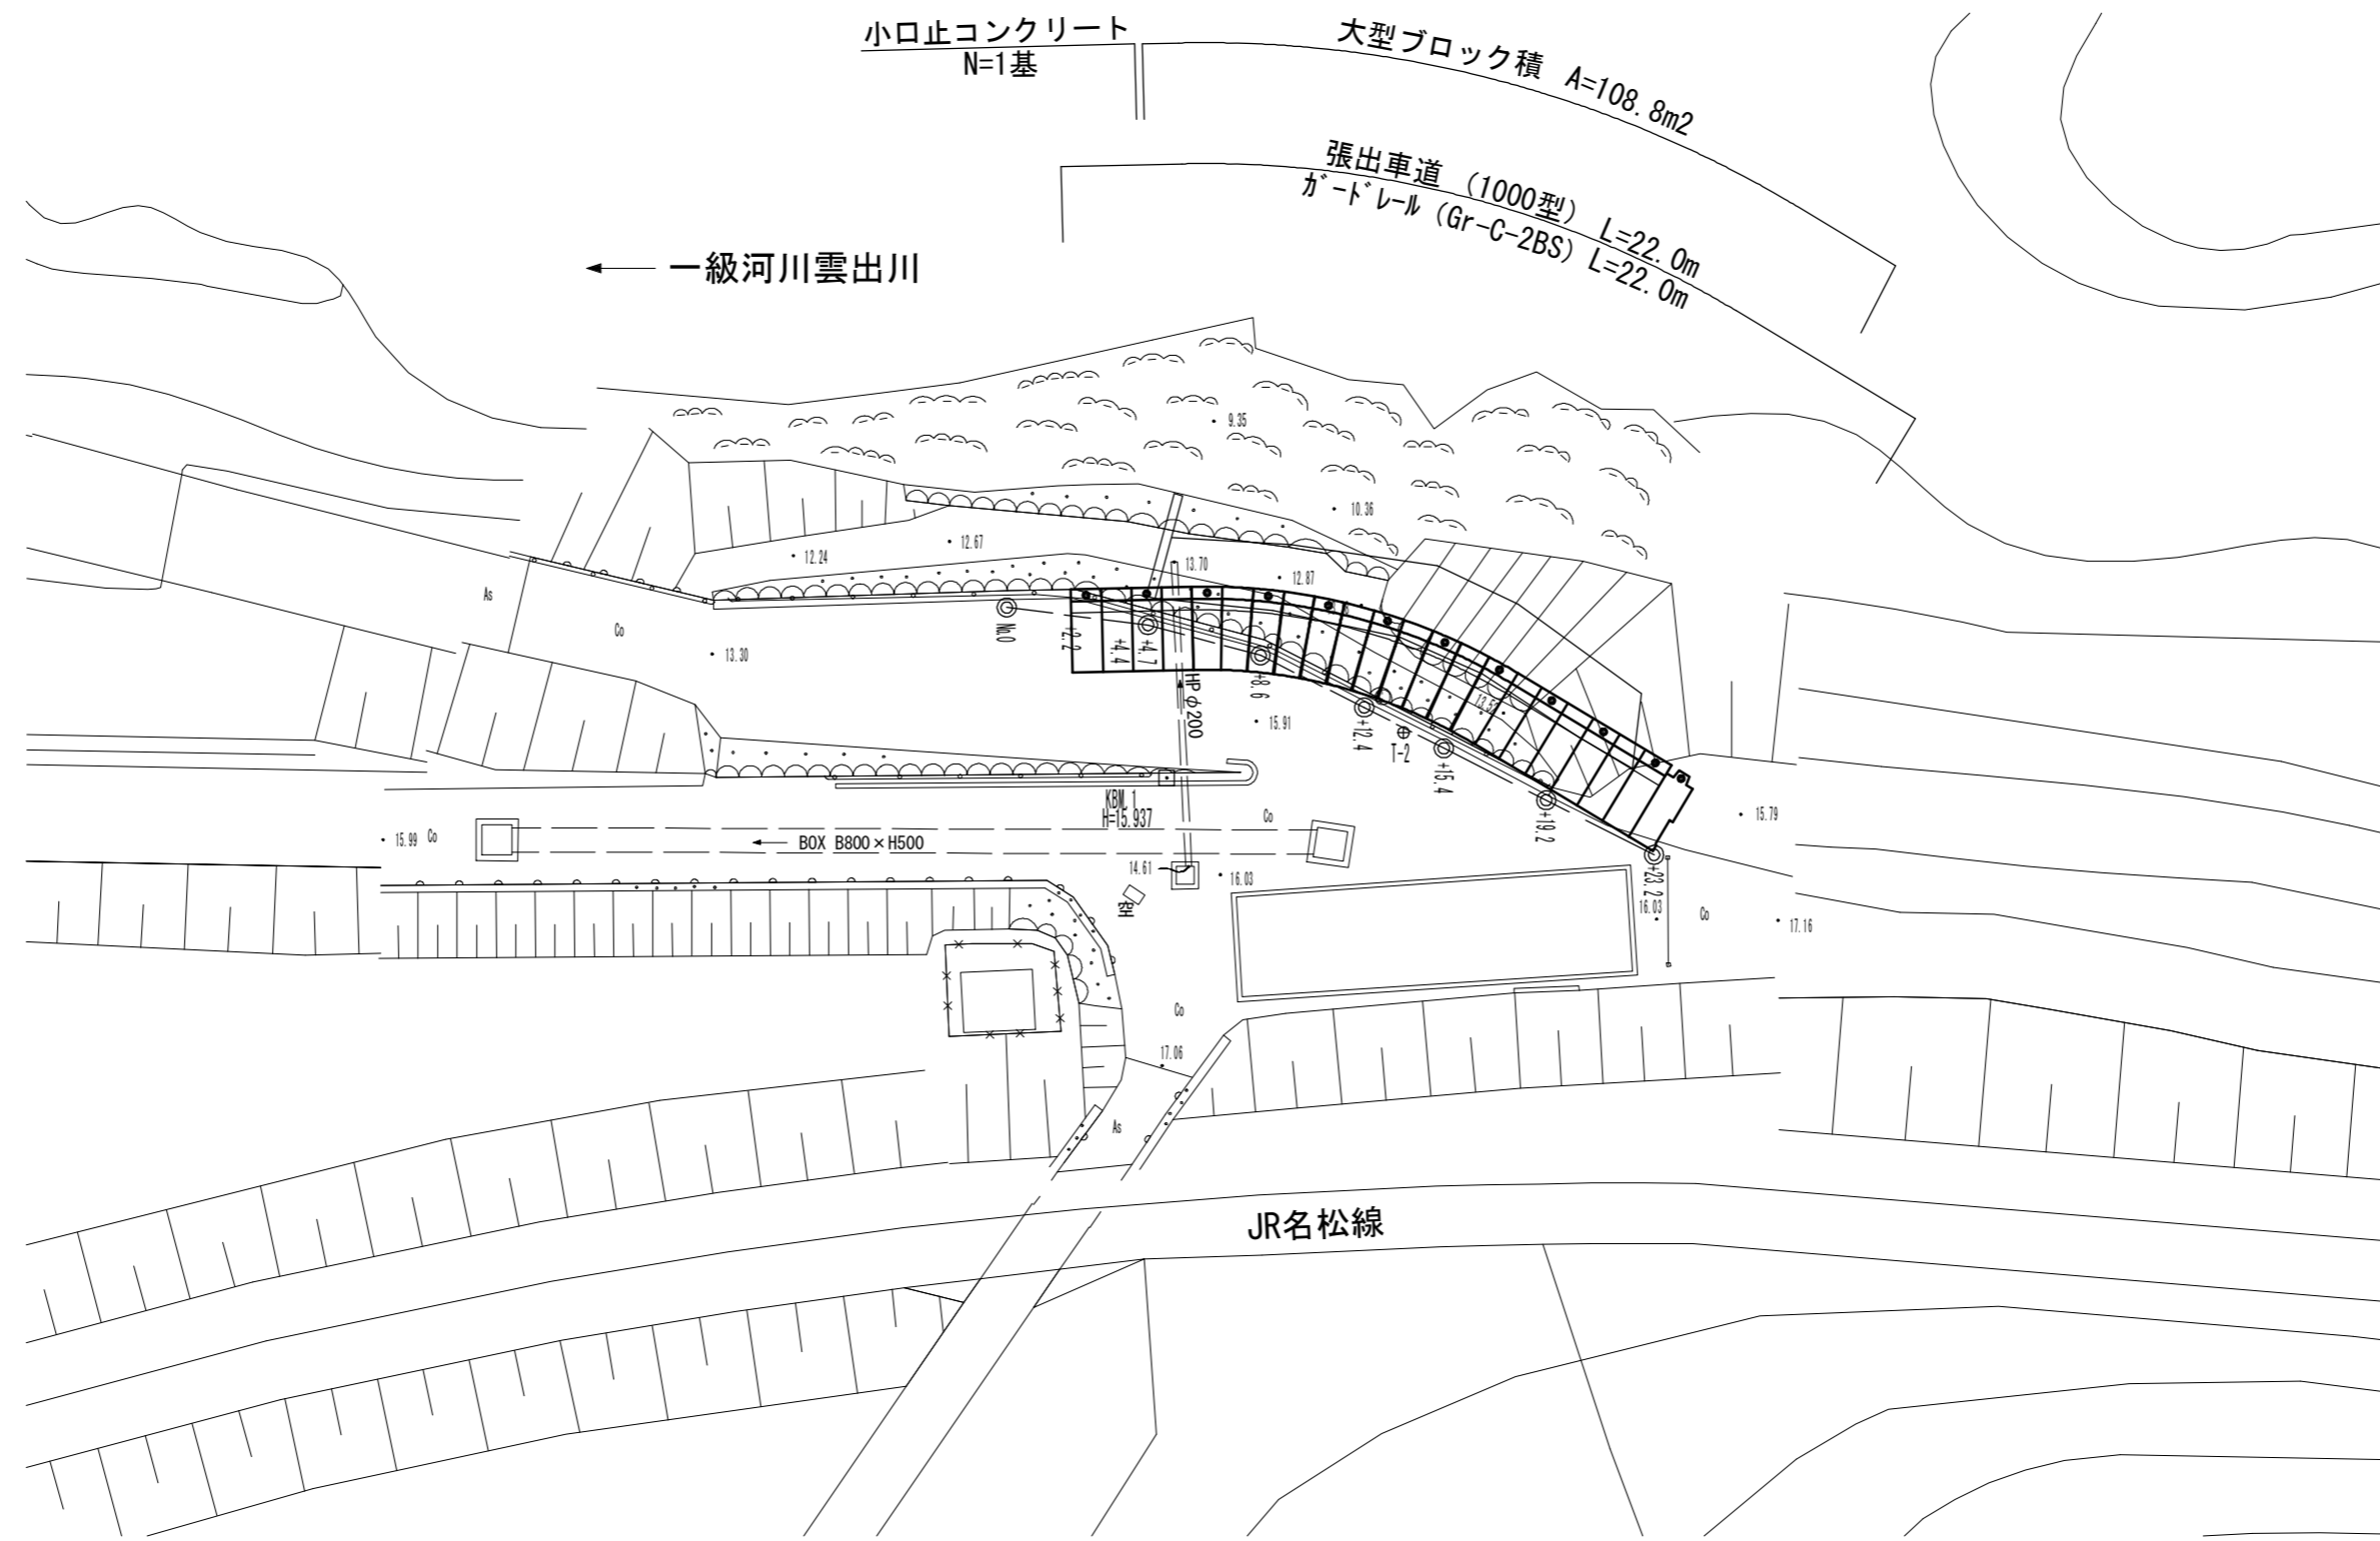 小口止コンクリート
N=1基
大型ブロック積 A=108.8m2
張出車道 (1000型) L=22.0m
ｶﾞｰﾄﾞﾚｰﾙ (Gr-C-2BS) L=22.0m
← 一級河川雲出川
9.35
10.36
12.24
12.67
13.70
12.87
As
Co
13.30
No.0
+2.2
+4.4
+4.7
+8.6
+12.4
+15.4
+19.2
+23.2
13.52
T-2
HPφ200
15.91
KBM.1
H=15.937
Co
15.79
15.99
Co
BOX B800×H500
14.61
16.03
16.03
Co
17.16
Co
17.06
As
JR名松線